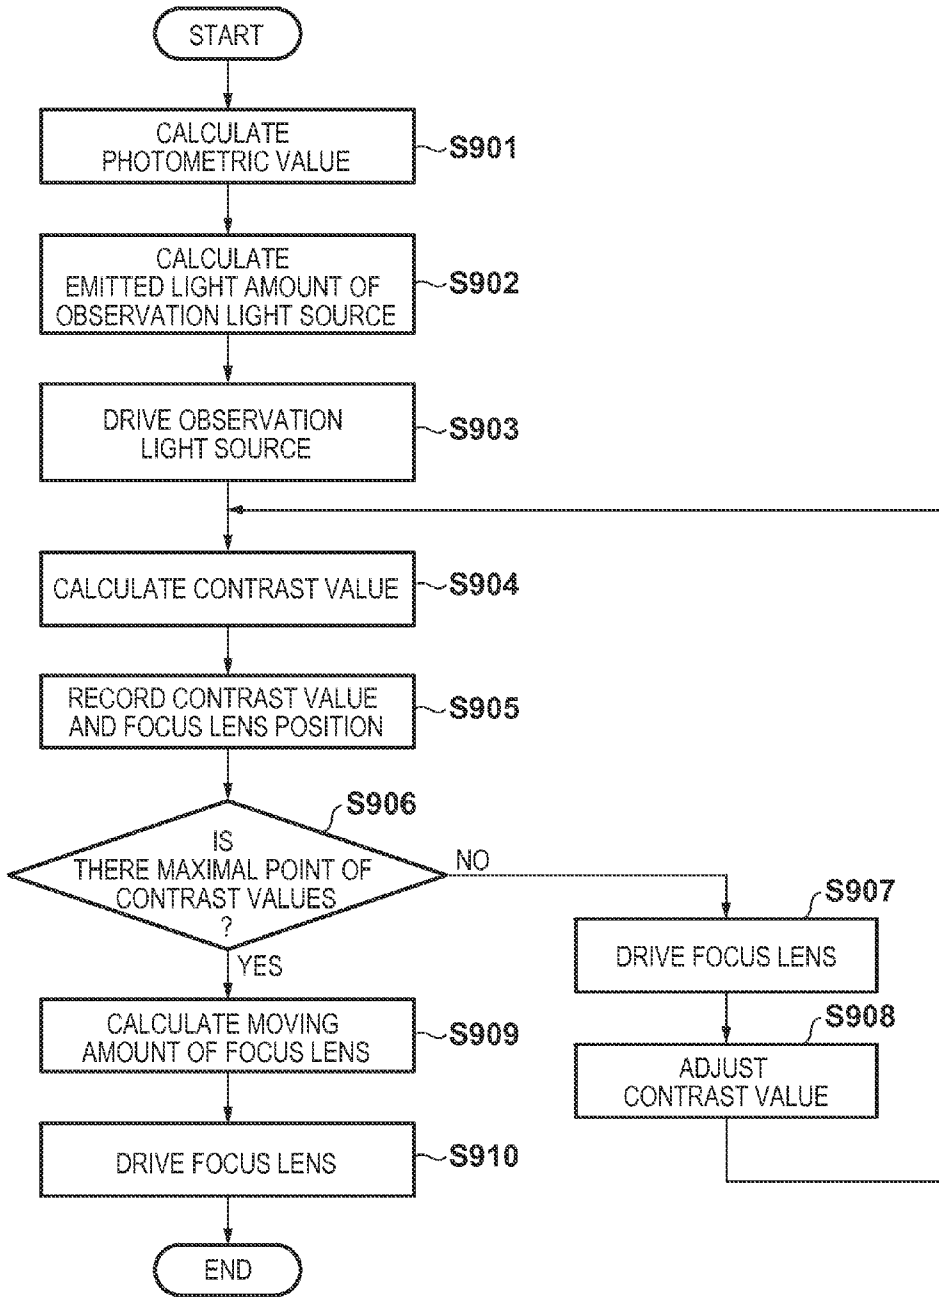 START
CALCULATE
PHOTOMETRIC VALUE
S901
CALCULATE
EMITTED LIGHT AMOUNT OF
OBSERVATION LIGHT SOURCE
S902
DRIVE OBSERVATION
LIGHT SOURCE
S903
CALCULATE CONTRAST VALUE
S904
RECORD CONTRAST VALUE
AND FOCUS LENS POSITION
S905
S906
IS
THERE MAXIMAL POINT OF
CONTRAST VALUES
?
NO
YES
S907
DRIVE FOCUS LENS
S908
ADJUST
CONTRAST VALUE
CALCULATE MOVING
AMOUNT OF FOCUS LENS
S909
DRIVE FOCUS LENS
S910
END